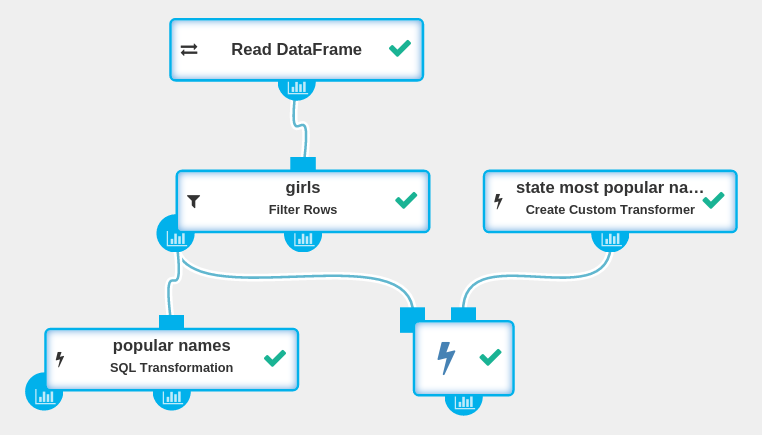 Read DataFrame
girls
Filter Rows
state most popular na...
Create Custom Transformer
popular names
SQL Transformation